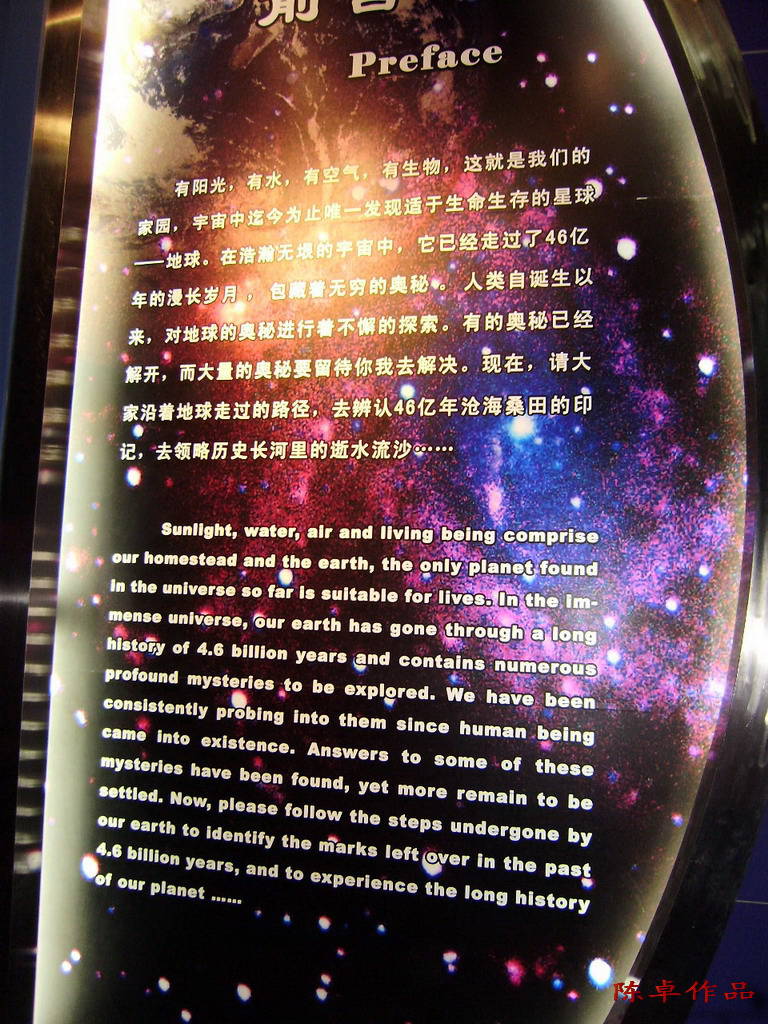 前言
Preface
有阳光，有水，有空气，有生物，这就是我们的
家园，宇宙中迄今为止唯一发现适于生命生存的星球
——地球。在浩瀚无垠的宇宙中，它已经走过了46亿
年的漫长岁月，包藏着无穷的奥秘。人类自诞生以
来，对地球的奥秘进行着不懈的探索。有的奥秘已经
解开，而大量的奥秘要留待你我去解决。现在，请大
家沿着地球走过的路径，去辨认46亿年沧海桑田的印
记，去领略历史长河里的逝水流沙……
Sunlight, water, air and living being comprise
our homestead and the earth, the only planet found
in the universe so far is suitable for lives. In the im-
mense universe, our earth has gone through a long
history of 4.6 billion years and contains numerous
profound mysteries to be explored. We have been
consistently probing into them since human being
came into existence. Answers to some of these
mysteries have been found, yet more remain to be
settled. Now, please follow the steps undergone by
our earth to identify the marks left over in the past
4.6 billion years, and to experience the long history
of our planet ......
陈卓作品